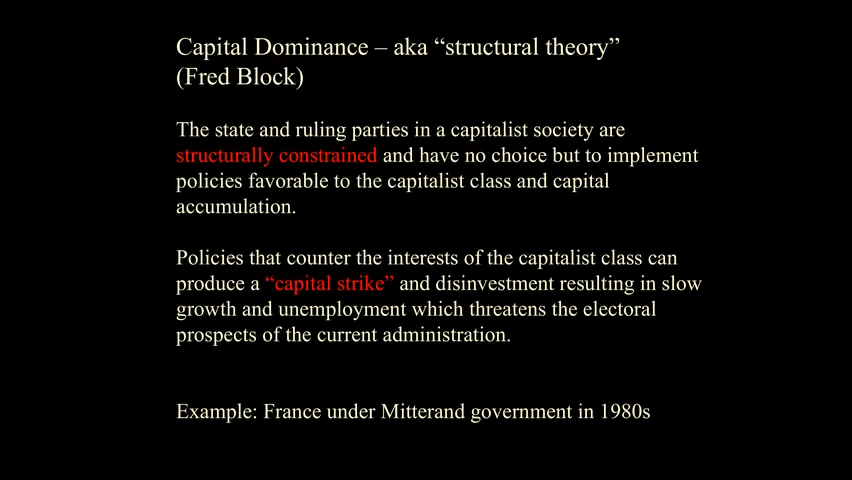 Capital Dominance – aka “structural theory”
(Fred Block)
The state and ruling parties in a capitalist society are
structurally constrained and have no choice but to implement
policies favorable to the capitalist class and capital
accumulation.
Policies that counter the interests of the capitalist class can
produce a “capital strike” and disinvestment resulting in slow
growth and unemployment which threatens the electoral
prospects of the current administration.
Example: France under Mitterand government in 1980s